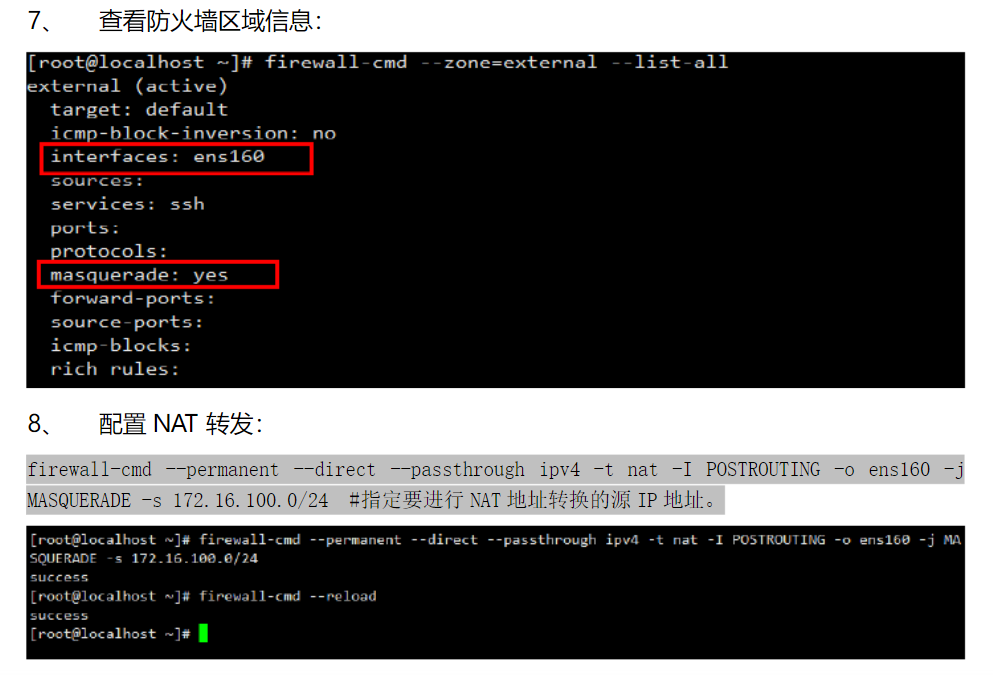 7、 查看防火墙区域信息：
[root@localhost ~]# firewall-cmd --zone=external --list-all
external (active)
  target: default
  icmp-block-inversion: no
  interfaces: ens160
  sources:
  services: ssh
  ports:
  protocols:
  masquerade: yes
  forward-ports:
  source-ports:
  icmp-blocks:
  rich rules:
8、 配置 NAT 转发：
firewall-cmd --permanent --direct --passthrough ipv4 -t nat -I POSTROUTING -o ens160 -j
MASQUERADE -s 172.16.100.0/24 #指定要进行 NAT 地址转换的源 IP 地址。
[root@localhost ~]# firewall-cmd --permanent --direct --passthrough ipv4 -t nat -I POSTROUTING -o ens160 -j MA
SQUERADE -s 172.16.100.0/24
success
[root@localhost ~]# firewall-cmd --reload
success
[root@localhost ~]#